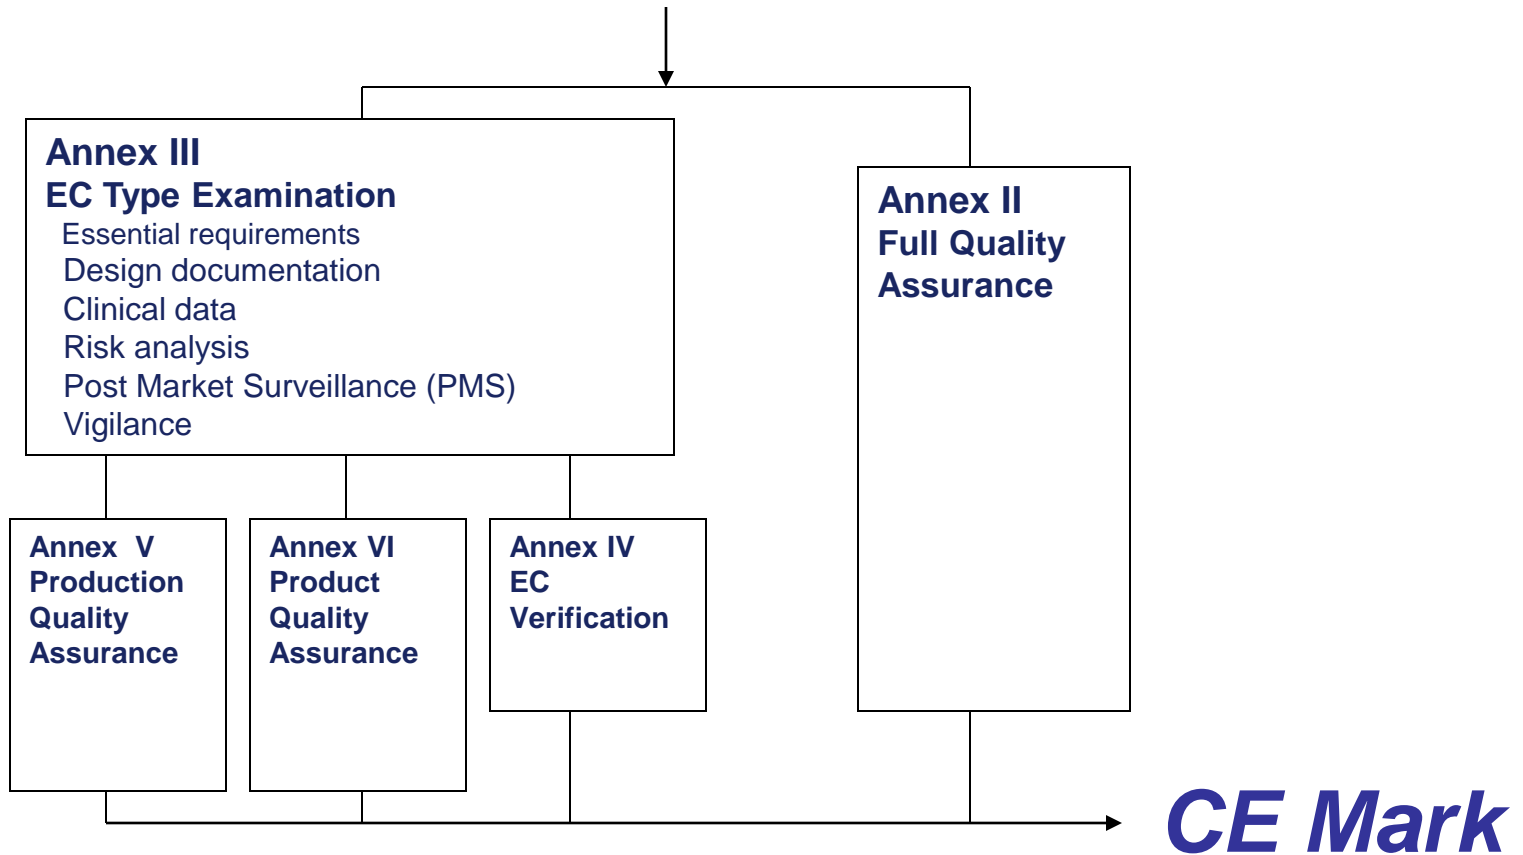 Annex III
EC Type Examination
Essential requirements
Design documentation
Clinical data
Risk analysis
Post Market Surveillance (PMS)
Vigilance
Annex II
Full Quality
Assurance
Annex V
Production
Quality
Assurance
Annex VI
Product
Quality
Assurance
Annex IV
EC
Verification
CE Mark